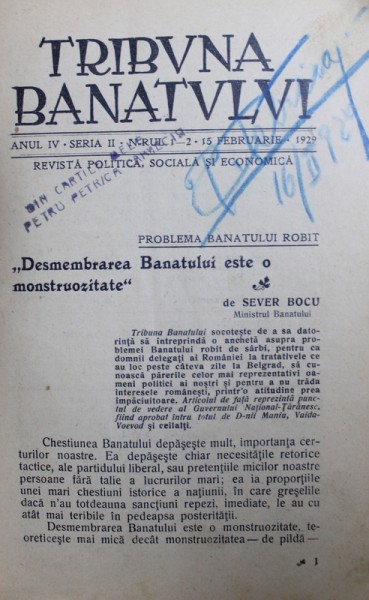 TRIBVNA
BANATVLVI
ANUL IV · SERIA II · N-RUL 1–2 · 15 FEBRUARIE · 1929
REVISTĂ POLITICĂ, SOCIALĂ SI ECONOMICĂ
DIN CARTILE
PETRU PETRICA
PROBLEMA BANATULUI ROBIT
„Desmembrarea Banatului este o
monstruozitate“
de SEVER BOCU
Ministrul Banatului
Tribuna Banatului socoteşte de a sa dato-
rinţă să întreprindă o anchetă asupra pro-
blemei Banatului robit de sârbi, pentru ca
domnii delegaţi ai României la tratativele ce
au loc peste câteva zile la Belgrad, să cu-
noască părerile celor mai reprezentativi oa-
meni politici ai noştri şi pentru a nu trăda
interesele româneşti, printr'o atitudine prea
împăciuitoare. Articolul de faţă reprezintă punc-
tul de vedere al Guvernului Naţional-Ţărănesc,
fiind aprobat întru totul de D-nii Maniu, Vaida-
Voevod şi ceilalţi.
Chestiunea Banatului depăşeşte mult, importanţa cer-
turilor noastre. Ea depăşeşte chiar necesităţile retorice
tactice, ale partidului liberal, sau pretenţiile micilor noastre
persoane fără talie a lucrurilor mari; ea ia proporţiile
unei mari chestiuni istorice a naţiunii, în care greşelile
dacă n'au totdeauna sancţiuni repezi, imediate, le au cu
atât mai teribile în pedeapsa posterităţii.
Desmembrarea Banatului este o monstruozitate, te-
oreticeşte mai mică decât monstruozitatea — de pildă —
1